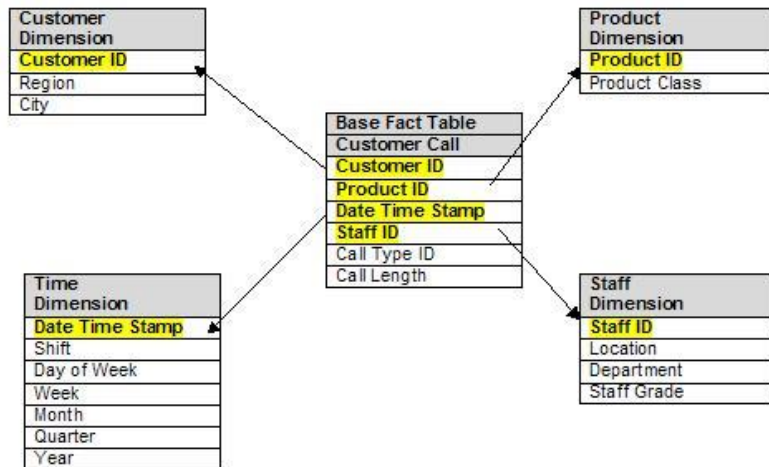 Customer
Dimension
Customer ID
Region
City
Product
Dimension
Product ID
Product Class
Base Fact Table
Customer Call
Customer ID
Product ID
Date Time Stamp
Staff ID
Call Type ID
Call Length
Time
Dimension
Date Time Stamp
Shift
Day of Week
Week
Month
Quarter
Year
Staff
Dimension
Staff ID
Location
Department
Staff Grade